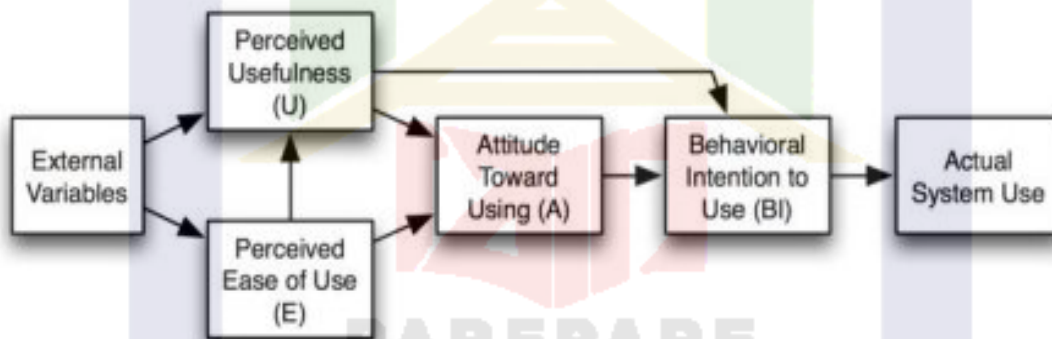 Perceived
Usefulness
(U)
External
Variables
Attitude
Toward
Using (A)
Behavioral
Intention to
Use (BI)
Actual
System Use
Perceived
Ease of Use
(E)
PAREPARE